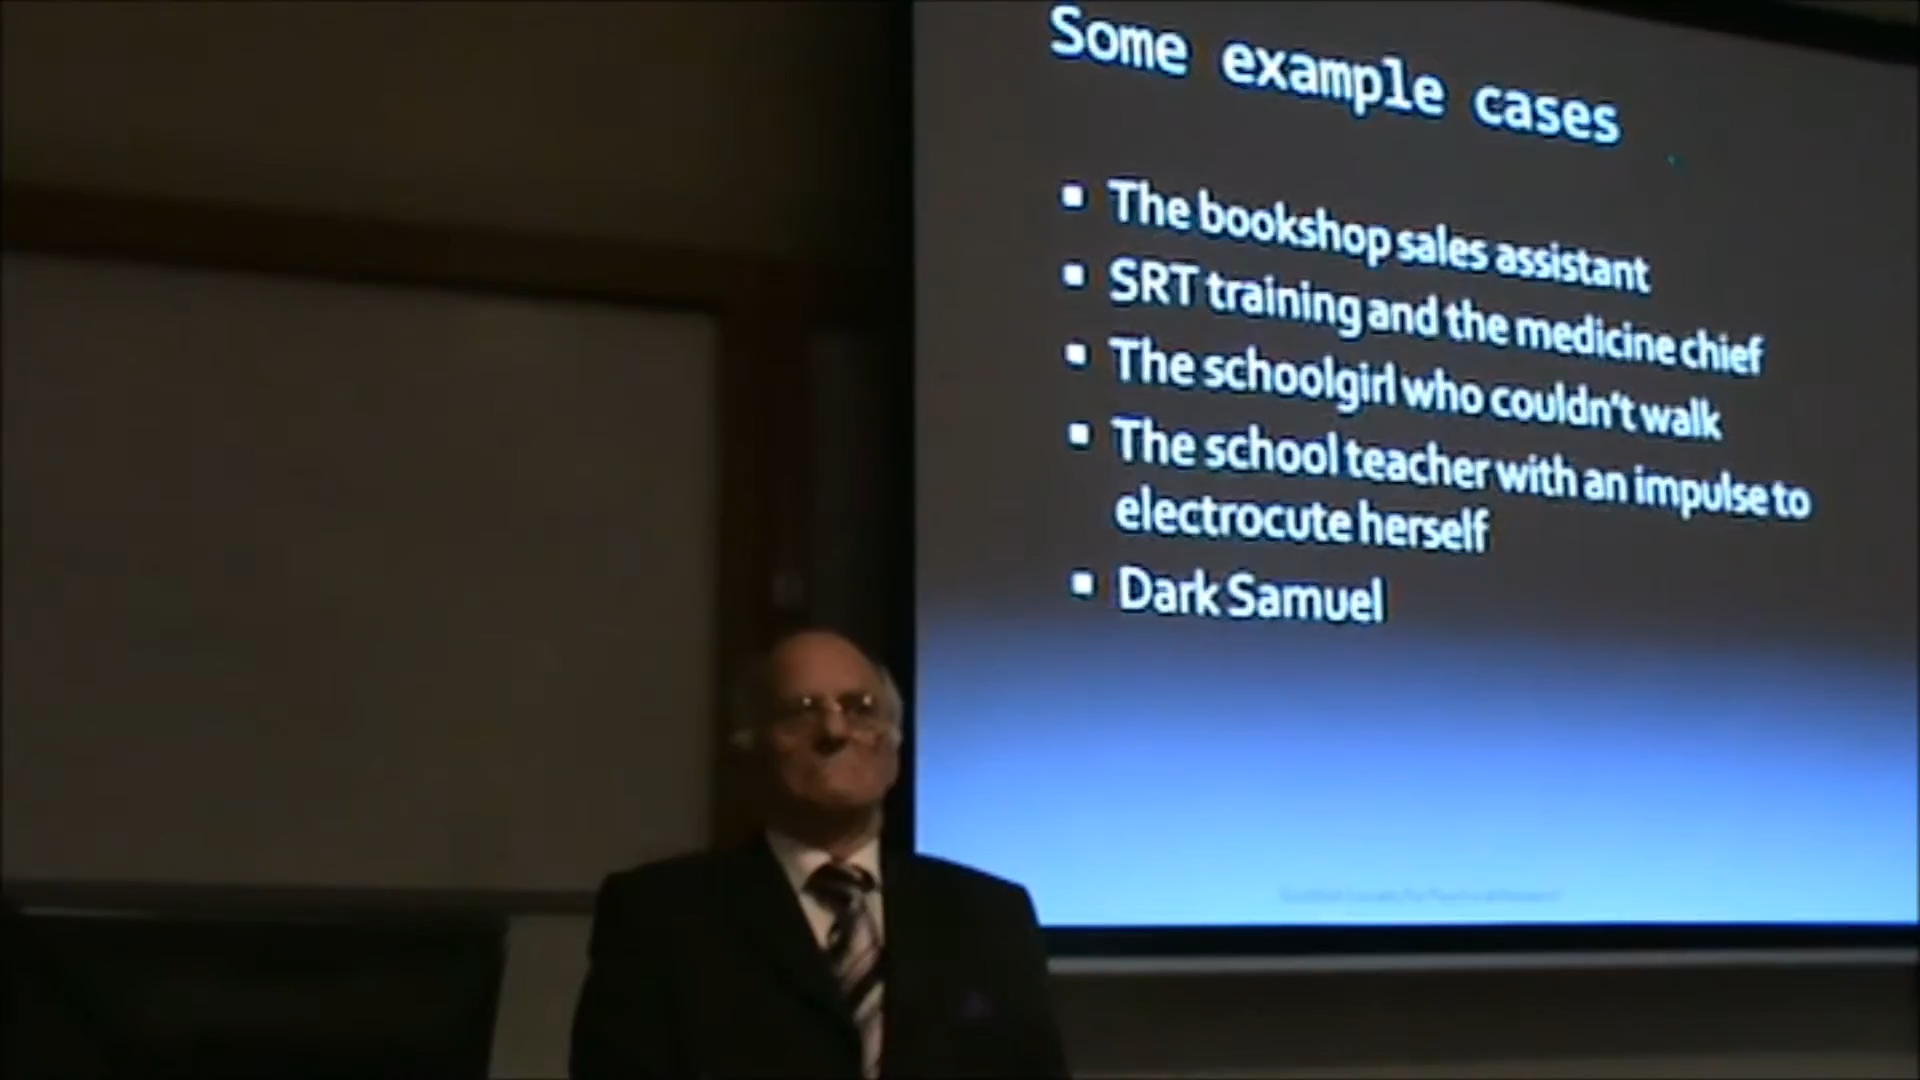 Some example cases
The bookshop sales assistant
SRT training and the medicine chief
The schoolgirl who couldn't walk
The school teacher with an impulse to
electrocute herself
Dark Samuel